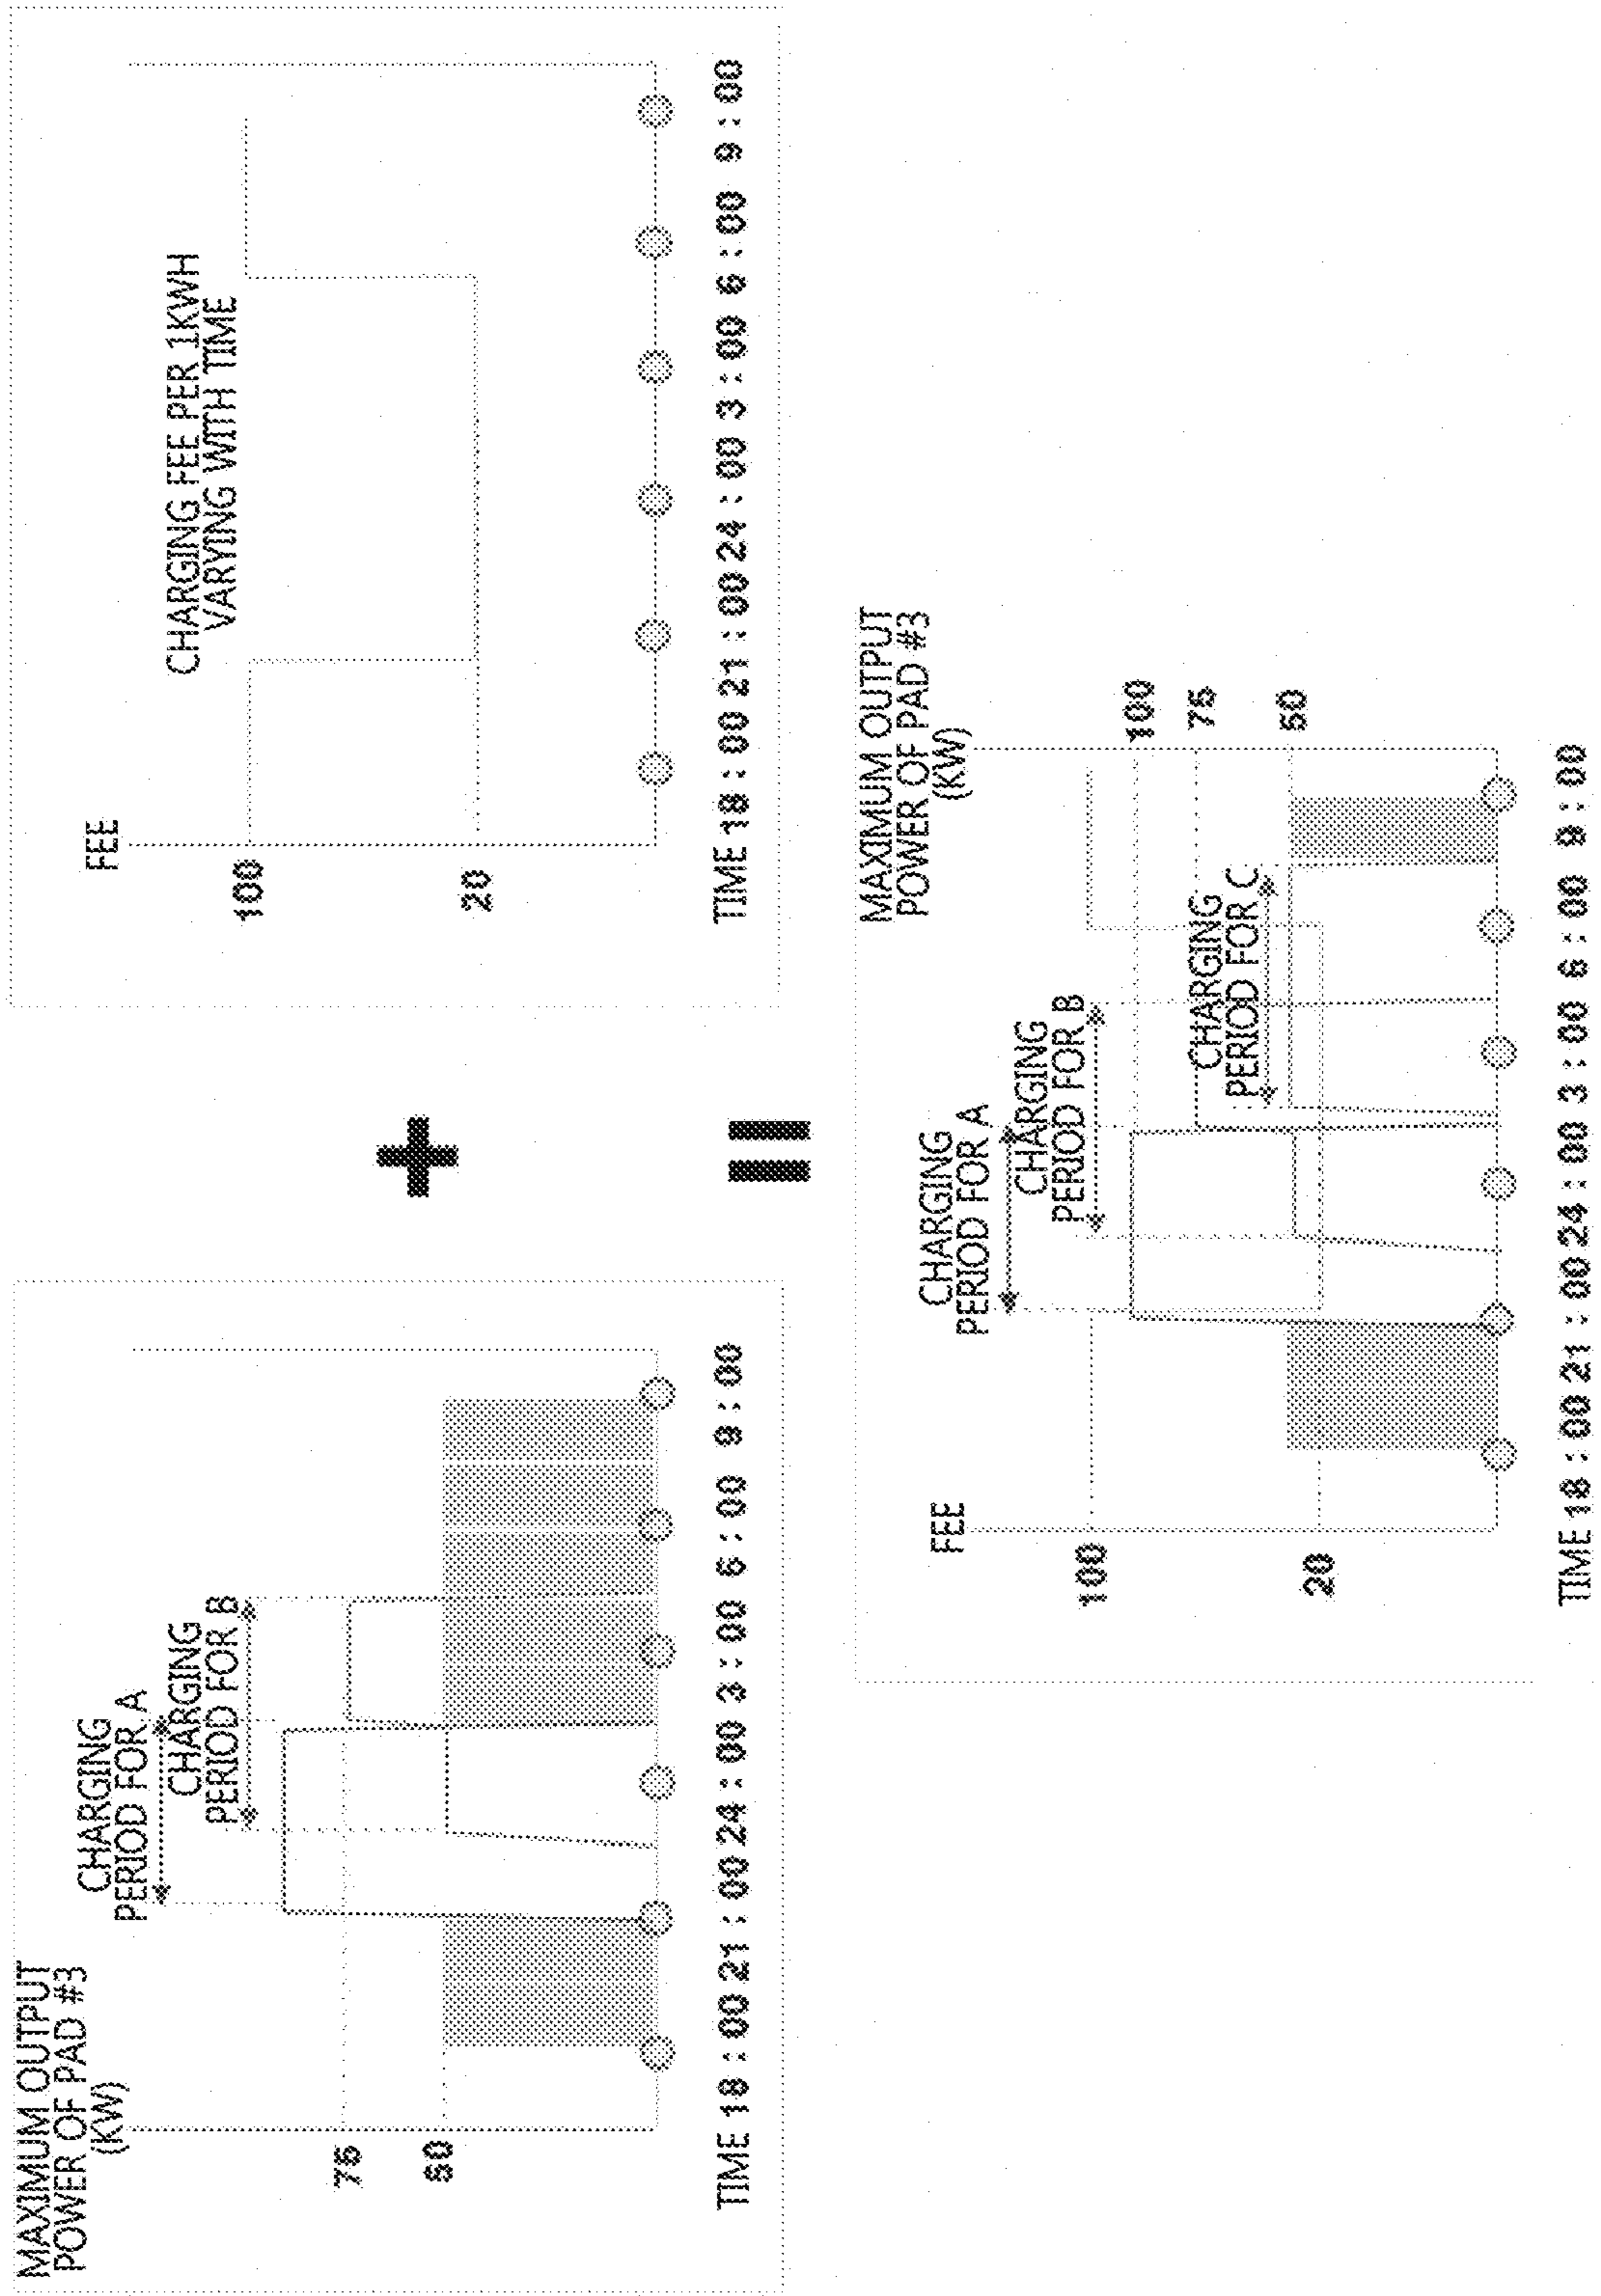 MAXIMUM OUTPUT
POWER OF PAD #3
(KW)
CHARGING
PERIOD FOR A
CHARGING
PERIOD FOR B
75
50
TIME 18:00 21:00 24:00 3:00 6:00 9:00
+
FEE
CHARGING FEE PER 1KWH
VARYING WITH TIME
100
20
TIME 18:00 21:00 24:00 3:00 6:00 9:00
=
FEE
MAXIMUM OUTPUT
POWER OF PAD #3
(KW)
CHARGING
PERIOD FOR A
CHARGING
PERIOD FOR B
CHARGING
PERIOD FOR C
100
20
100
75
50
TIME 18:00 21:00 24:00 3:00 6:00 9:00